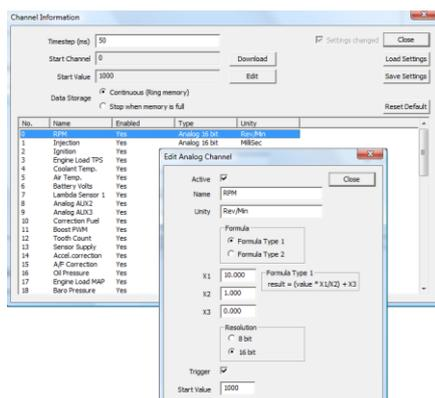 Channel Information
Timestep (ms) 50
Settings changed
Close
Start Channel 0
Download
Load Settings
Start Value 1000
Edit
Save Settings
Data Storage
Continuous (Ring memory)
Stop when memory is full
Reset Default
No. Name Enabled Type Unity
0 RPM Yes Analog 16 bit Rev/Min
1 Injection Yes Analog 16 bit MilliSec
2 Ignition Yes
3 Engine Load TPS Yes
4 Coolant Temp. Yes
5 Air Temp. Yes
6 Battery Volts Yes
7 Lambda Sensor 1 Yes
8 Analog AUX2 Yes
9 Analog AUX3 Yes
10 Correction Fuel Yes
11 Boost PWM Yes
12 Tooth Count Yes
13 Sensor Supply Yes
14 Accel.correction Yes
15 A/F Correction Yes
16 Oil Pressure Yes
17 Engine Load MAP Yes
18 Baro Pressure Yes
Edit Analog Channel
Active
Close
Name RPM
Unity Rev/Min
Formula
Formula Type 1
Formula Type 2
X1 10.000
Formula Type 1
result = (value * X1/X2) + X3
X2 1.000
X3 0.000
Resolution
8 bit
16 bit
Trigger
Start Value 1000